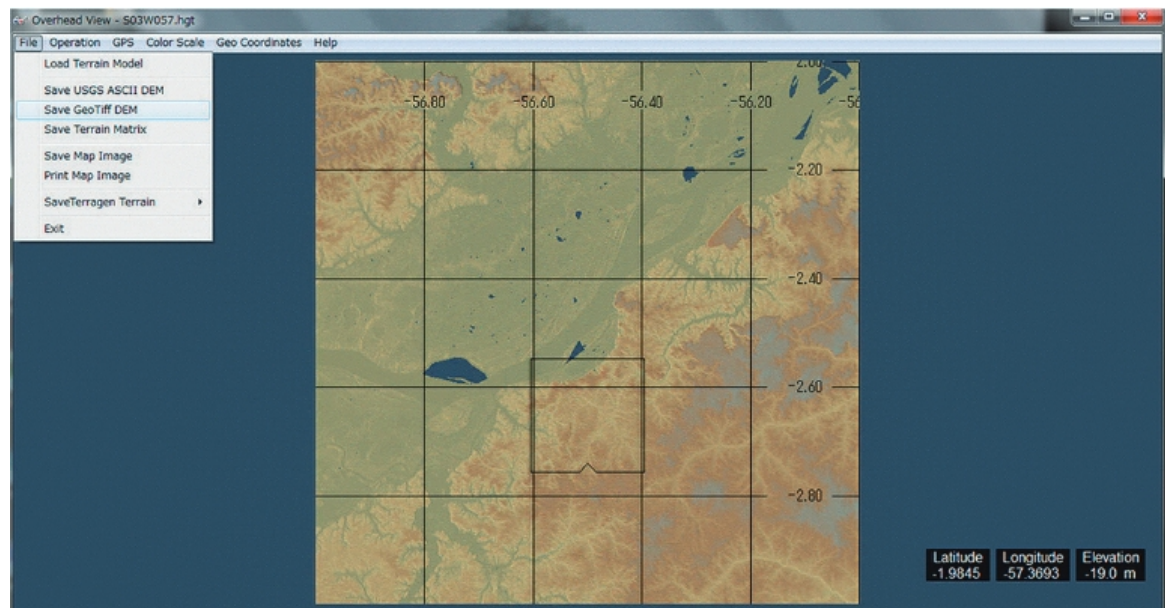 Overhead View - S03W057.hgt
File Operation GPS Color Scale Geo Coordinates Help
Load Terrain Model
Save USGS ASCII DEM
Save GeoTiff DEM
Save Terrain Matrix
Save Map Image
Print Map Image
SaveTerragen Terrain
Exit
-2.00
-56.80 -56.60 -56.40 -56.20 -56
-2.20
-2.40
-2.60
-2.80
Latitude Longitude Elevation
-1.9845 -57.3693 -19.0 m